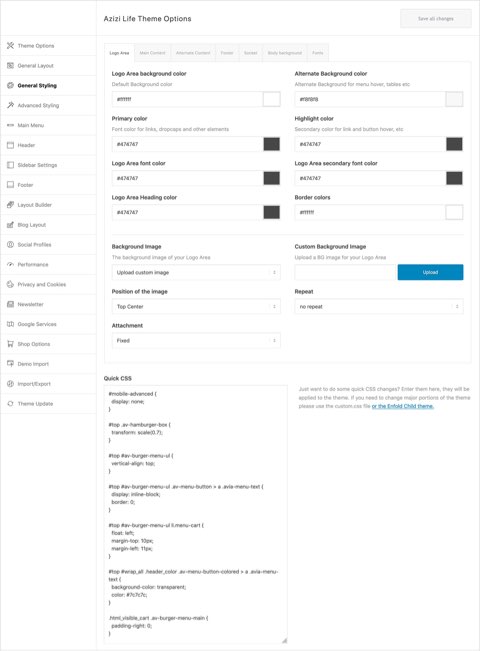 Azizi Life Theme Options
Save all changes
Theme Options
General Layout
General Styling
Advanced Styling
Main Menu
Header
Sidebar Settings
Footer
Layout Builder
Blog Layout
Social Profiles
Performance
Privacy and Cookies
Newsletter
Google Services
Shop Options
Demo Import
Import/Export
Theme Update
Logo Area
Main Content
Alternate Content
Footer
Socket
Body background
Fonts
Logo Area background color
Default Background color
#ffffff
Alternate Background color
Alternate Background for menu hover, tables etc
#f8f8f8
Primary color
Font color for links, dropcaps and other elements
#474747
Highlight color
Secondary color for link and button hover, etc
#474747
Logo Area font color
#474747
Logo Area secondary font color
#474747
Logo Area Heading color
#474747
Border colors
#ffffff
Background Image
The background image of your Logo Area
Upload custom image
Custom Background Image
Upload a BG image for your Logo Area
Upload
Position of the image
Top Center
Repeat
no repeat
Attachment
Fixed
Quick CSS
#mobile-advanced {
display: none;
}
#top .av-hamburger-box {
transform: scale(0.7);
}
#top #av-burger-menu-ul {
vertical-align: top;
}
#top #av-burger-menu-ul .av-menu-button > a .avia-menu-text {
display: inline-block;
border: 0;
}
#top #av-burger-menu-ul li.menu-cart {
float: left;
margin-top: 10px;
margin-left: 11px;
}
#top #wrap_all .header_color .av-menu-button-colored > a .avia-menu-
text {
background-color: transparent;
color: #7c7c7c;
}
.html_visible_cart .av-burger-menu-main {
padding-right: 0;
}
Just want to do some quick CSS changes? Enter them here, they will be
applied to the theme. If you need to change major portions of the theme
please use the custom.css file or the Enfold Child theme.